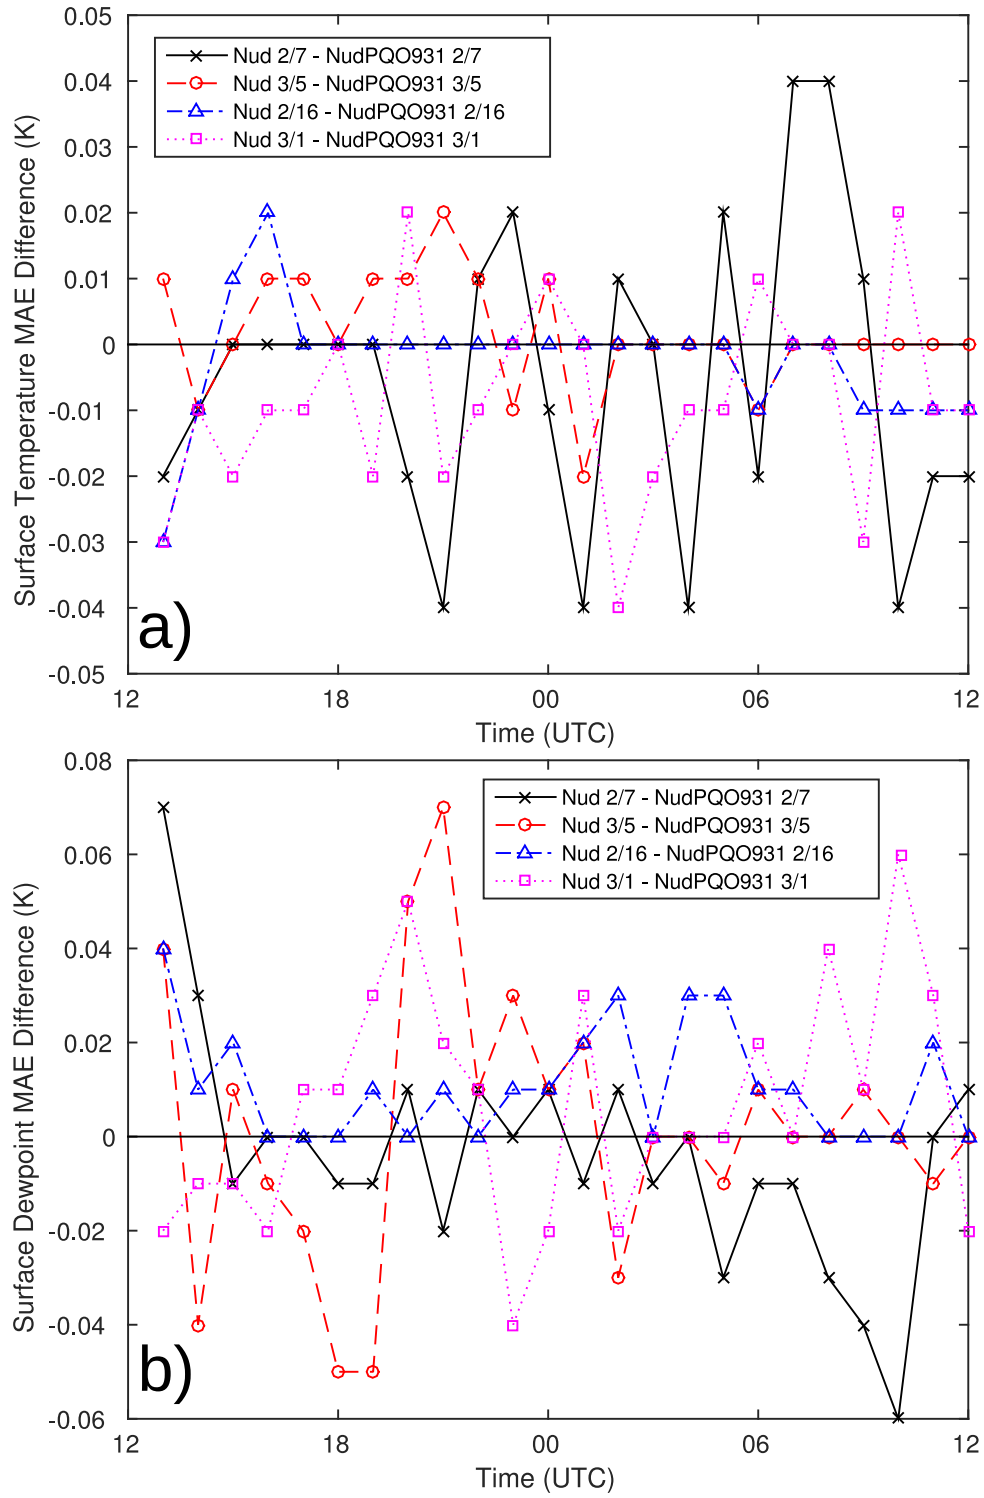 0.05
0.04
0.03
0.02
0.01
0
-0.01
-0.02
-0.03
-0.04
-0.05
Surface Temperature MAE Difference (K)
Nud 2/7 - NudPQO931 2/7
Nud 3/5 - NudPQO931 3/5
Nud 2/16 - NudPQO931 2/16
Nud 3/1 - NudPQO931 3/1
a)
12 18 00 06 12
Time (UTC)
0.08
0.06
0.04
0.02
0
-0.02
-0.04
-0.06
Surface Dewpoint MAE Difference (K)
Nud 2/7 - NudPQO931 2/7
Nud 3/5 - NudPQO931 3/5
Nud 2/16 - NudPQO931 2/16
Nud 3/1 - NudPQO931 3/1
b)
12 18 00 06 12
Time (UTC)